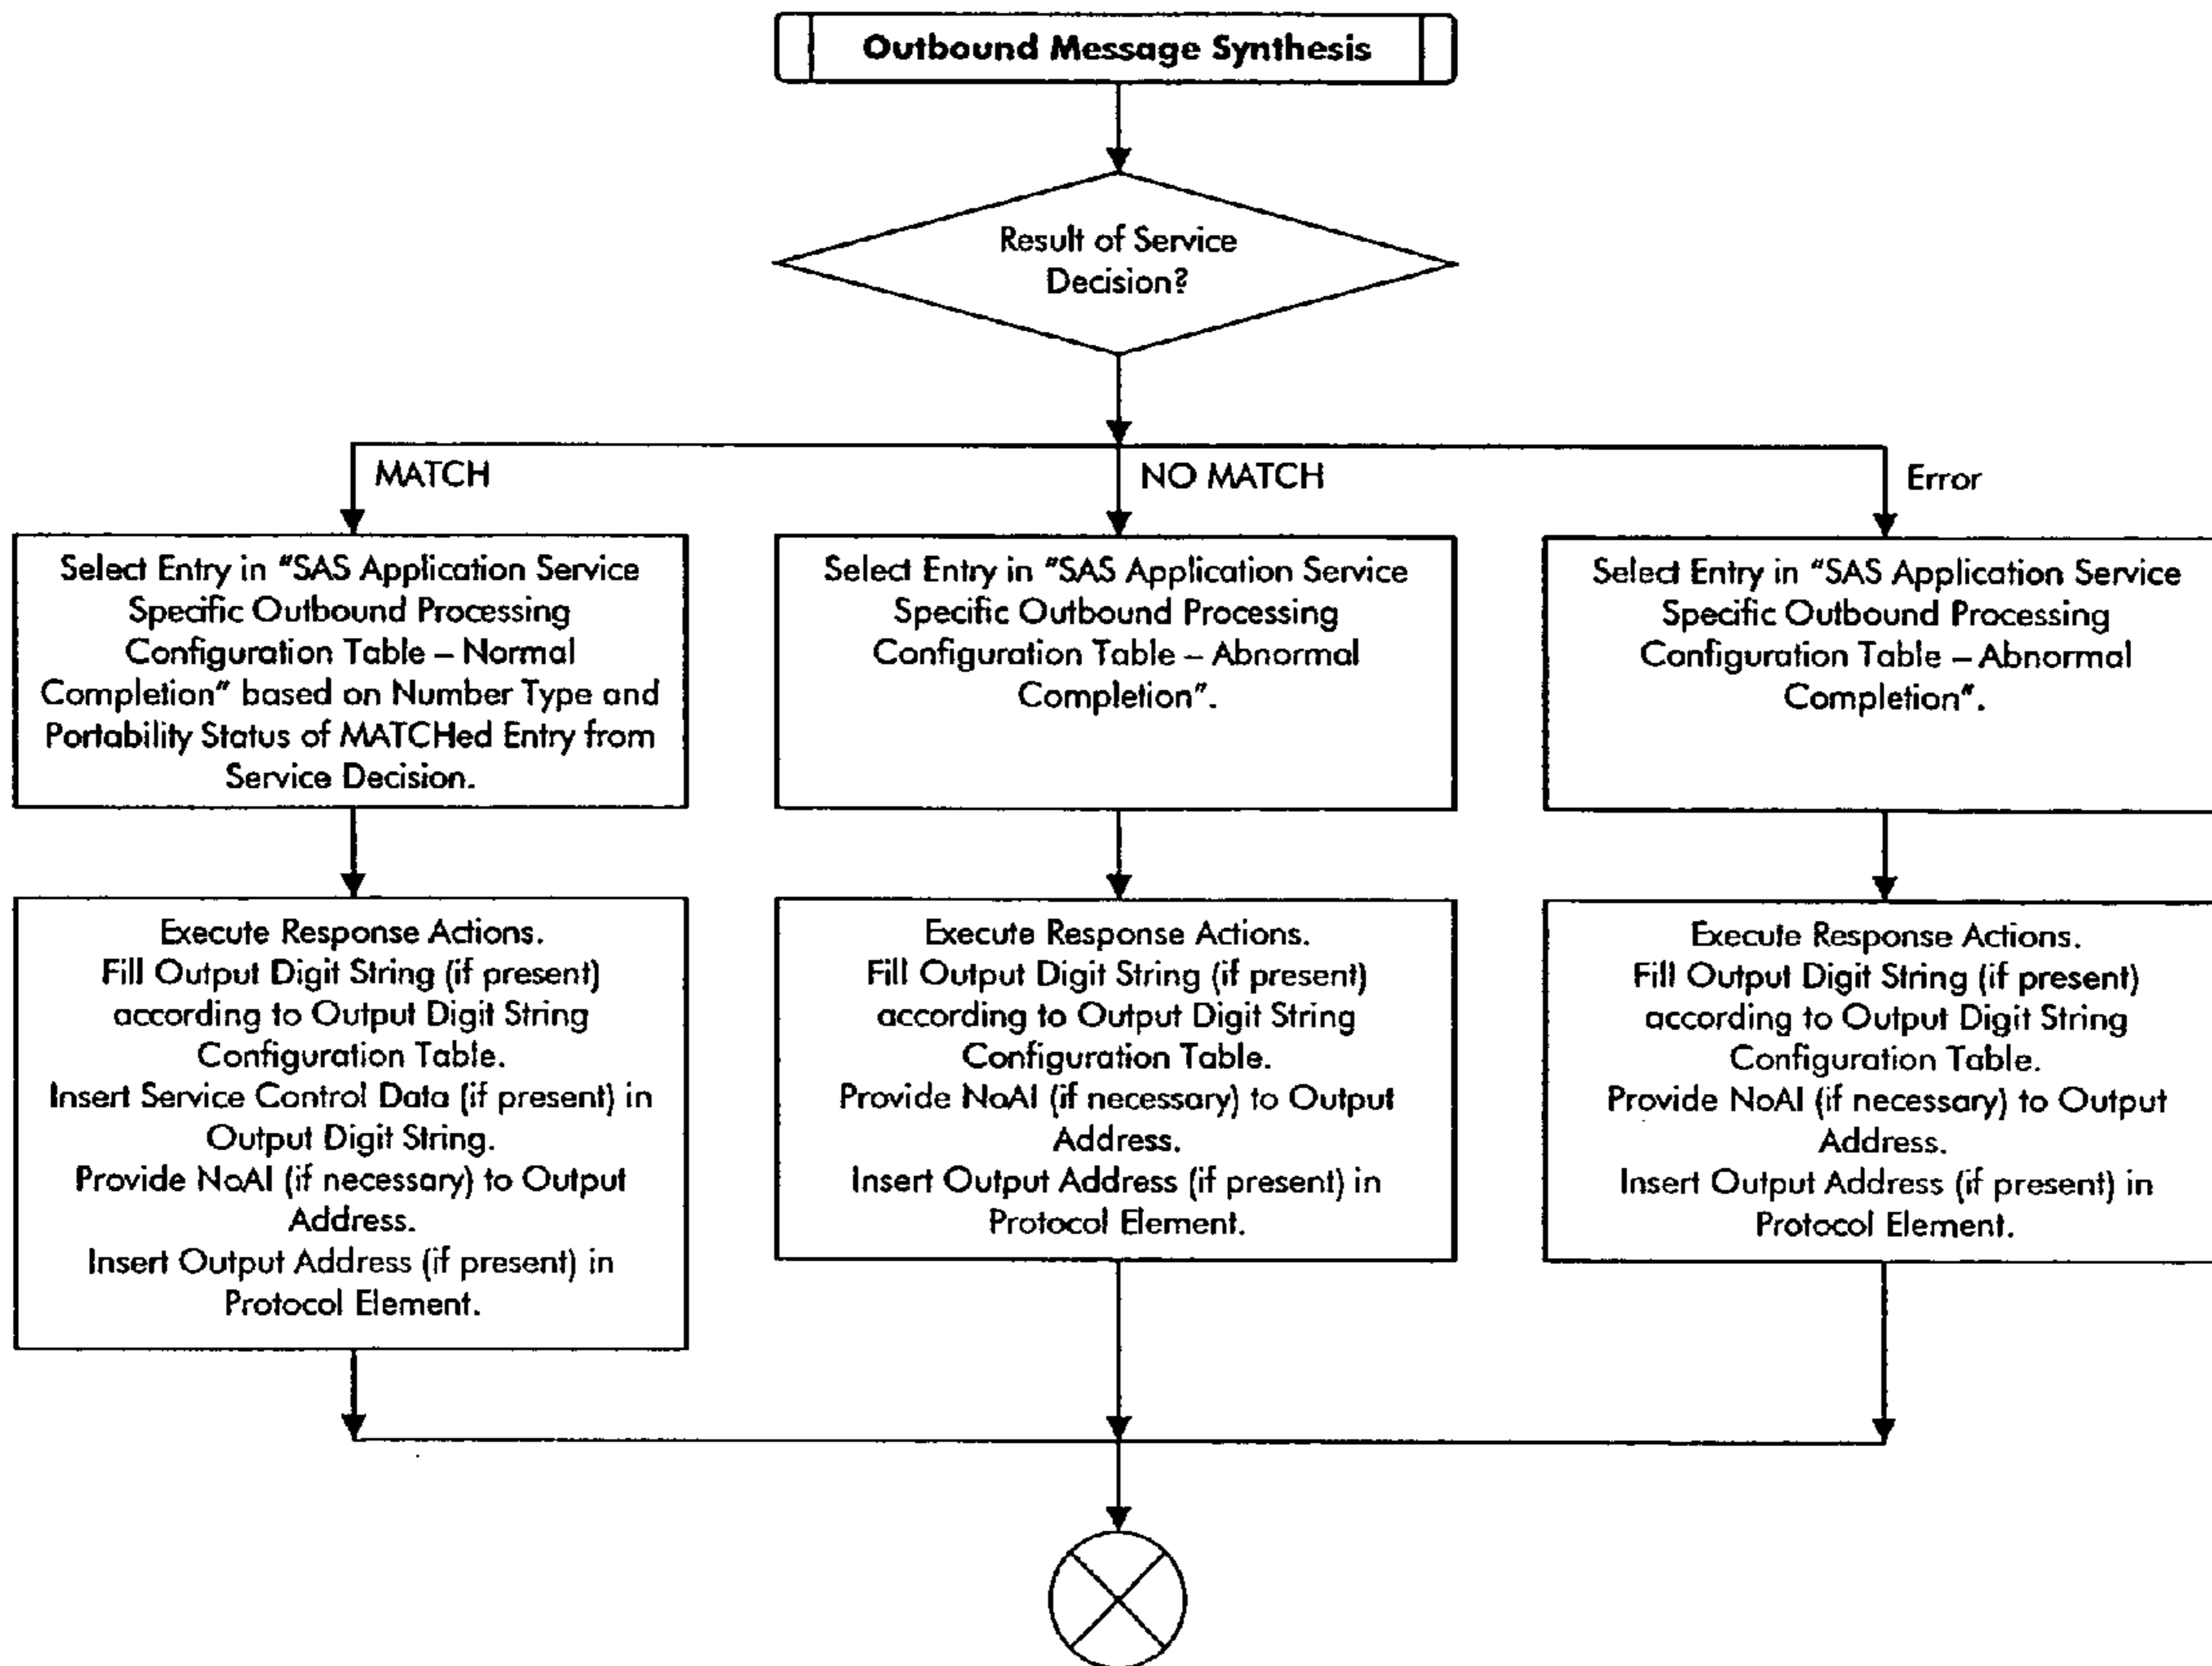 Outbound Message Synthesis
Result of Service
Decision?
MATCH
NO MATCH
Error
Select Entry in "SAS Application Service
Specific Outbound Processing
Configuration Table – Normal
Completion" based on Number Type and
Portability Status of MATCHed Entry from
Service Decision.
Select Entry in "SAS Application Service
Specific Outbound Processing
Configuration Table – Abnormal
Completion".
Select Entry in "SAS Application Service
Specific Outbound Processing
Configuration Table – Abnormal
Completion".
Execute Response Actions.
Fill Output Digit String (if present)
according to Output Digit String
Configuration Table.
Insert Service Control Data (if present) in
Output Digit String.
Provide NoAI (if necessary) to Output
Address.
Insert Output Address (if present) in
Protocol Element.
Execute Response Actions.
Fill Output Digit String (if present)
according to Output Digit String
Configuration Table.
Provide NoAI (if necessary) to Output
Address.
Insert Output Address (if present) in
Protocol Element.
Execute Response Actions.
Fill Output Digit String (if present)
according to Output Digit String
Configuration Table.
Provide NoAI (if necessary) to Output
Address.
Insert Output Address (if present) in
Protocol Element.